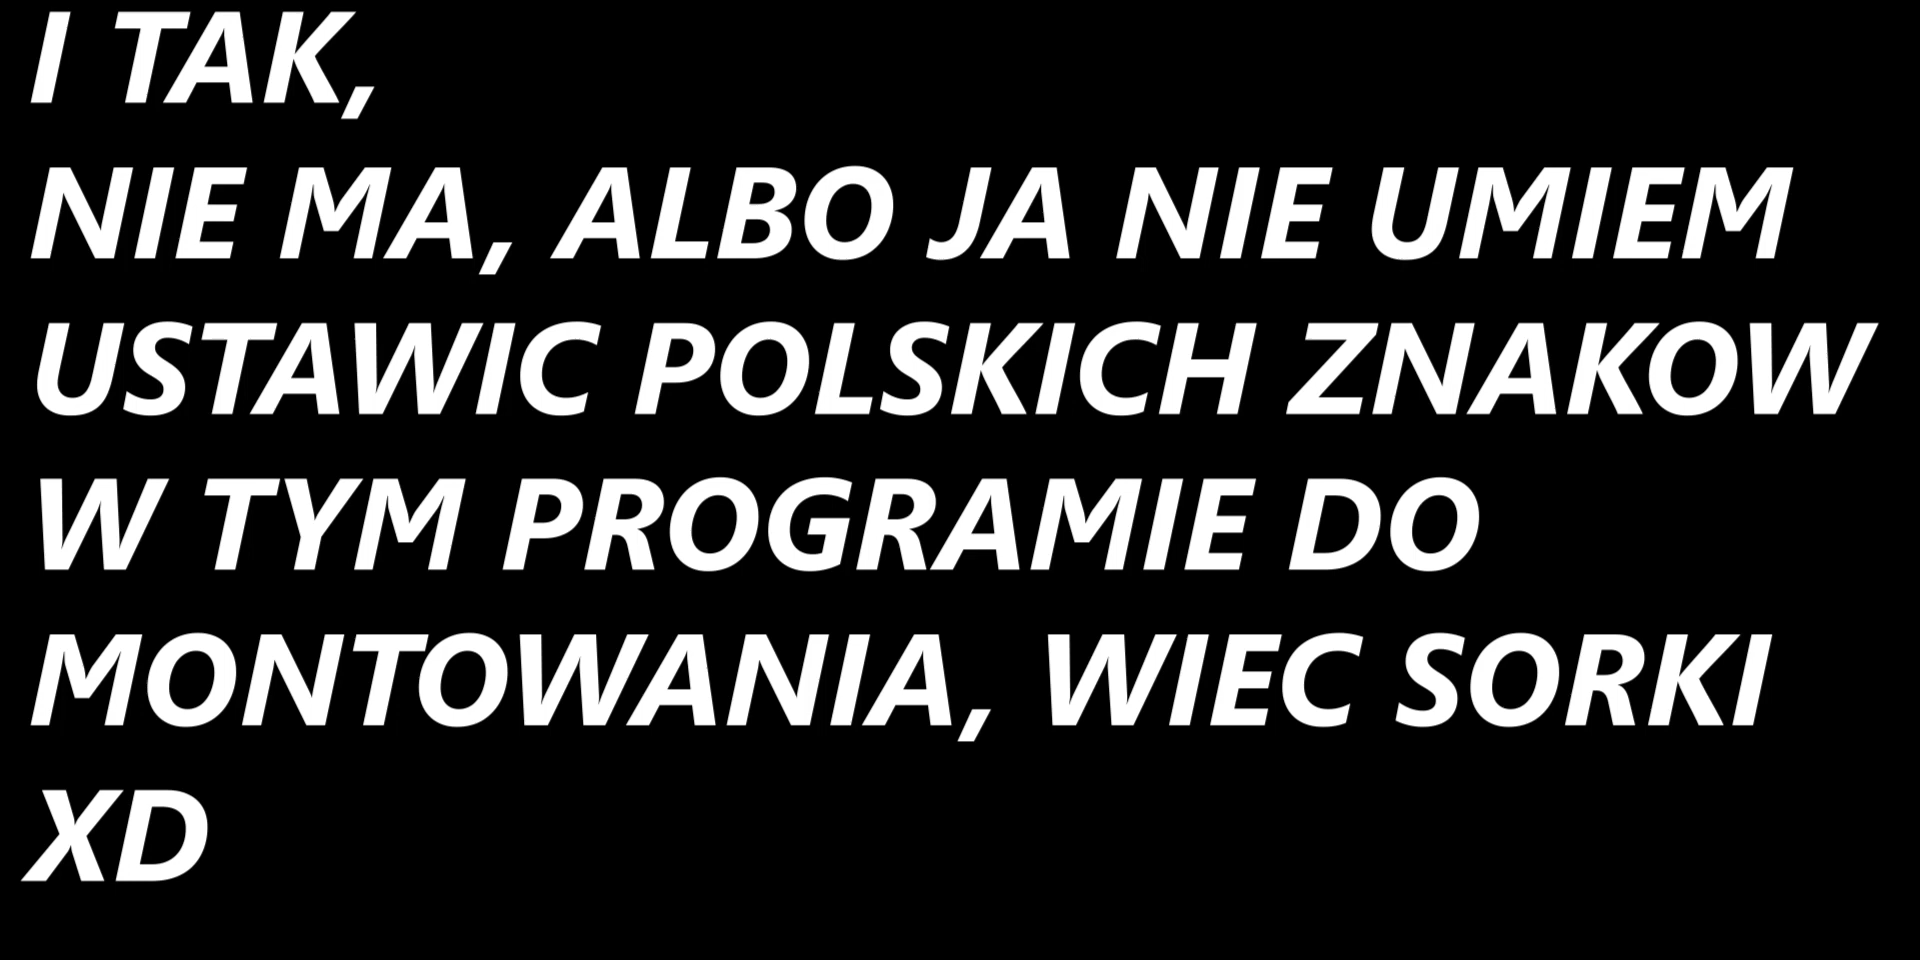 I TAK,
NIE MA, ALBO JA NIE UMIEM
USTAWIC POLSKICH ZNAKOW
W TYM PROGRAMIE DO
MONTOWANIA, WIEC SORKI
XD